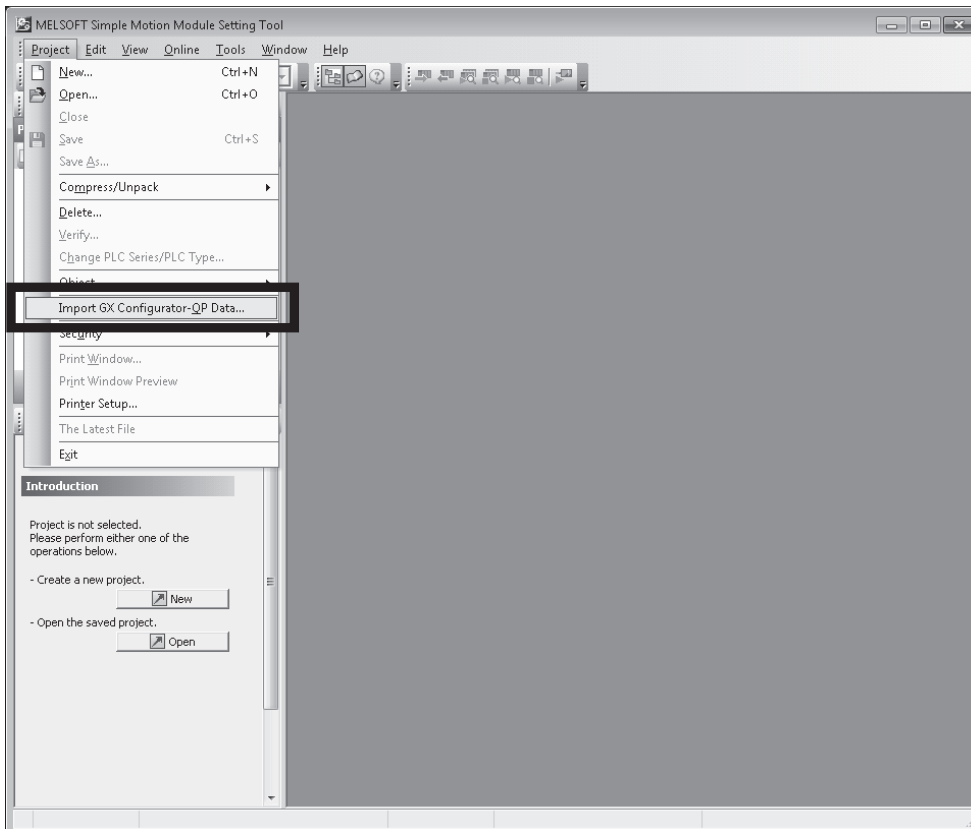 MELSOFT Simple Motion Module Setting Tool
Project Edit View Online Tools Window Help
New... Ctrl+N
Open... Ctrl+O
Close
Save Ctrl+S
Save As...
Compress/Unpack
Delete...
Verify...
Change PLC Series/PLC Type...
Object
Import GX Configurator-QP Data...
Security
Print Window...
Print Window Preview
Printer Setup...
The Latest File
Exit
Introduction
Project is not selected.
Please perform either one of the
operations below.
- Create a new project.
New
- Open the saved project.
Open